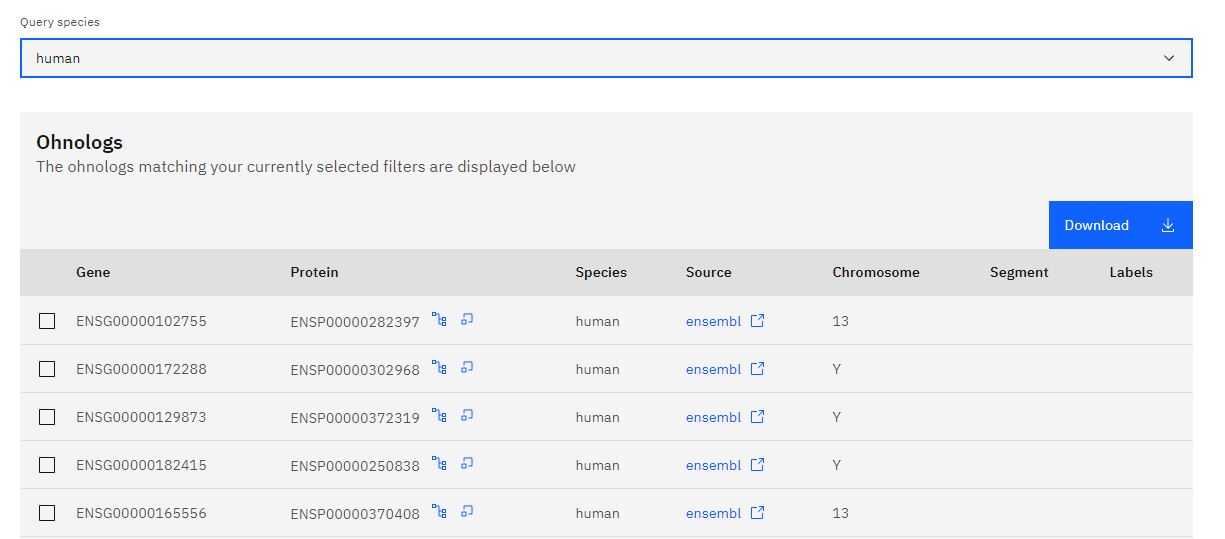 Query species
human
Ohnologs
The ohnologs matching your currently selected filters are displayed below
Download
Gene Protein Species Source Chromosome Segment Labels
ENSG00000102755 ENSP00000282397 human ensembl 13
ENSG00000172288 ENSP00000302968 human ensembl Y
ENSG00000129873 ENSP00000372319 human ensembl Y
ENSG00000182415 ENSP00000250838 human ensembl Y
ENSG00000165556 ENSP00000370408 human ensembl 13